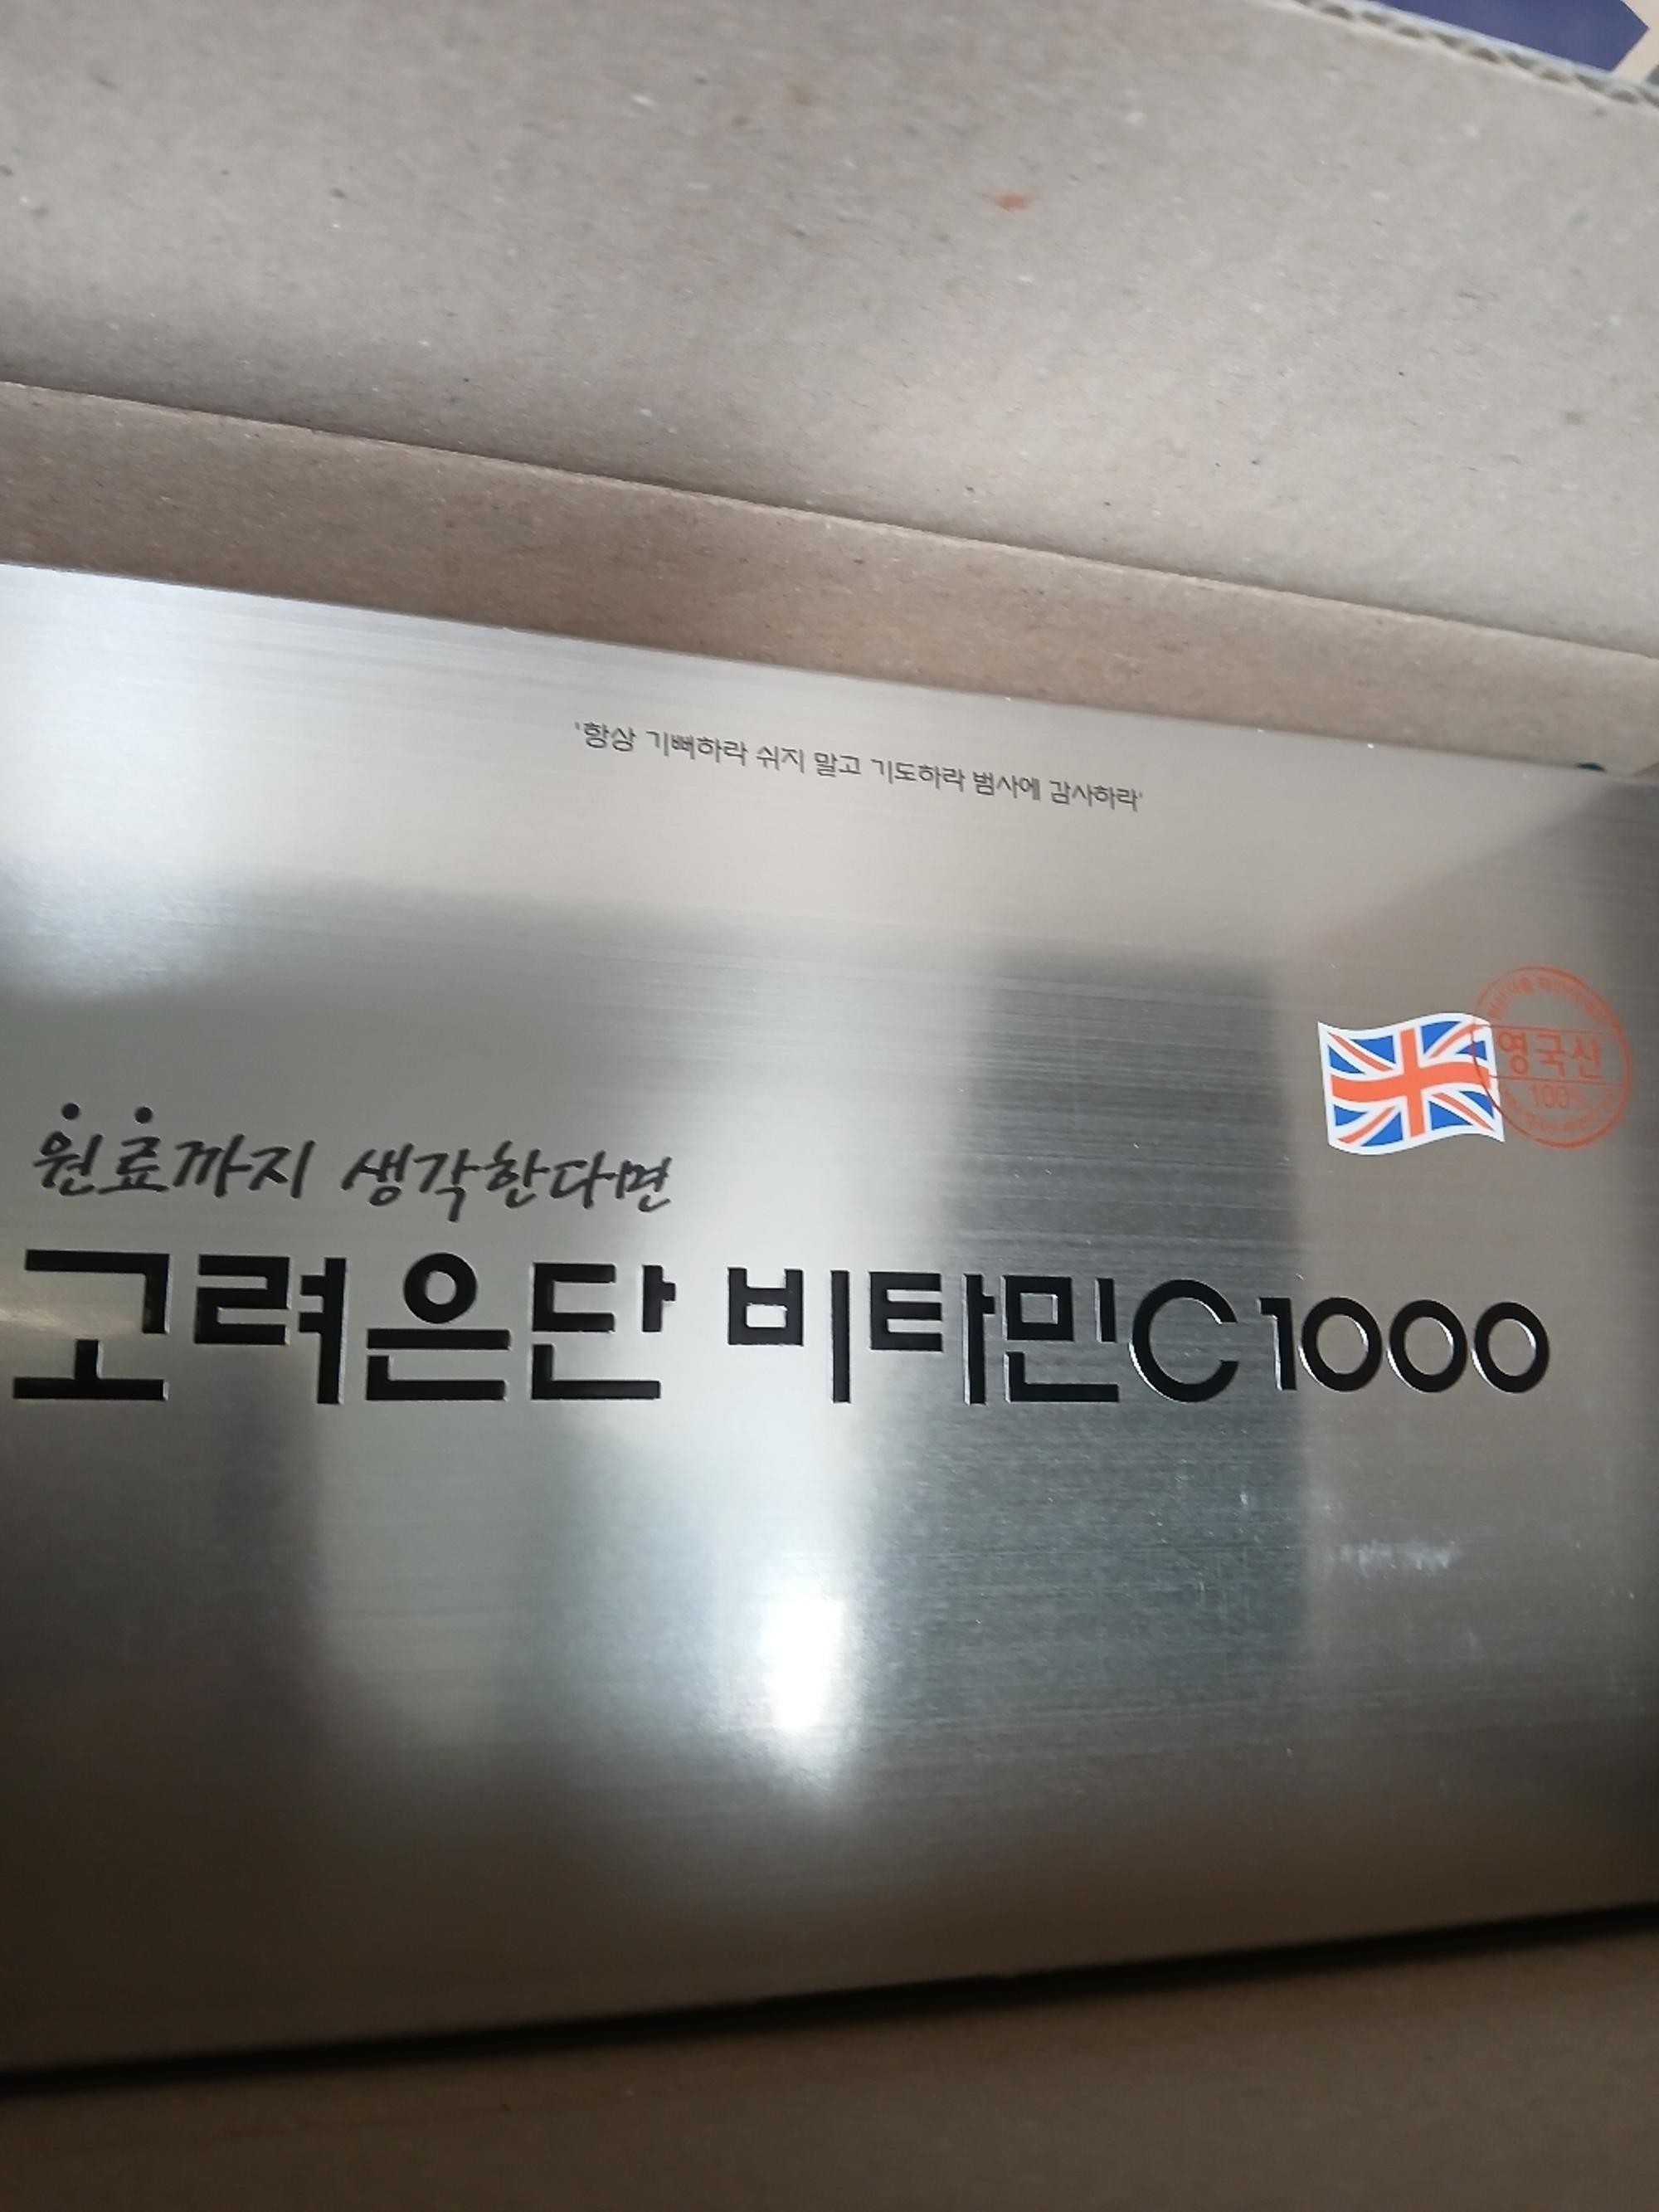 '항상 기뻐하라 쉬지 말고 기도하라 범사에 감사하라'
영국산
100%
원료까지 생각한다면
고려은단 비타민C1000